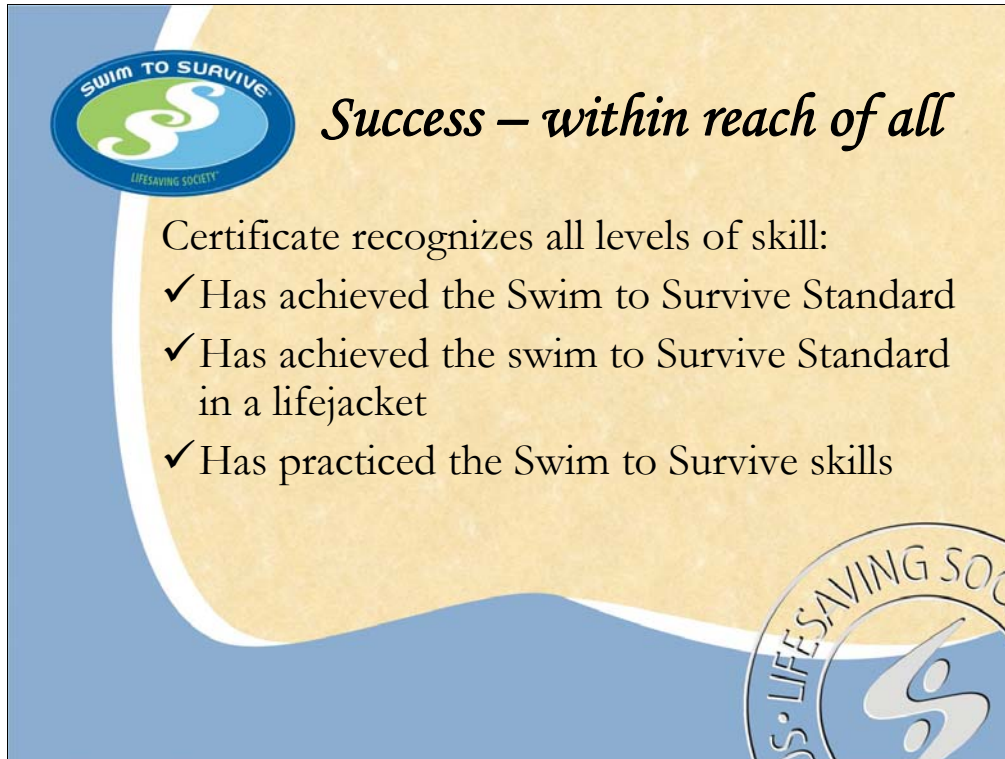 SWIM TO SURVIVE
LIFESAVING SOCIETY
Success – within reach of all
Certificate recognizes all levels of skill:
✓Has achieved the Swim to Survive Standard
✓Has achieved the swim to Survive Standard
in a lifejacket
✓Has practiced the Swim to Survive skills
LIFESAVING SOC